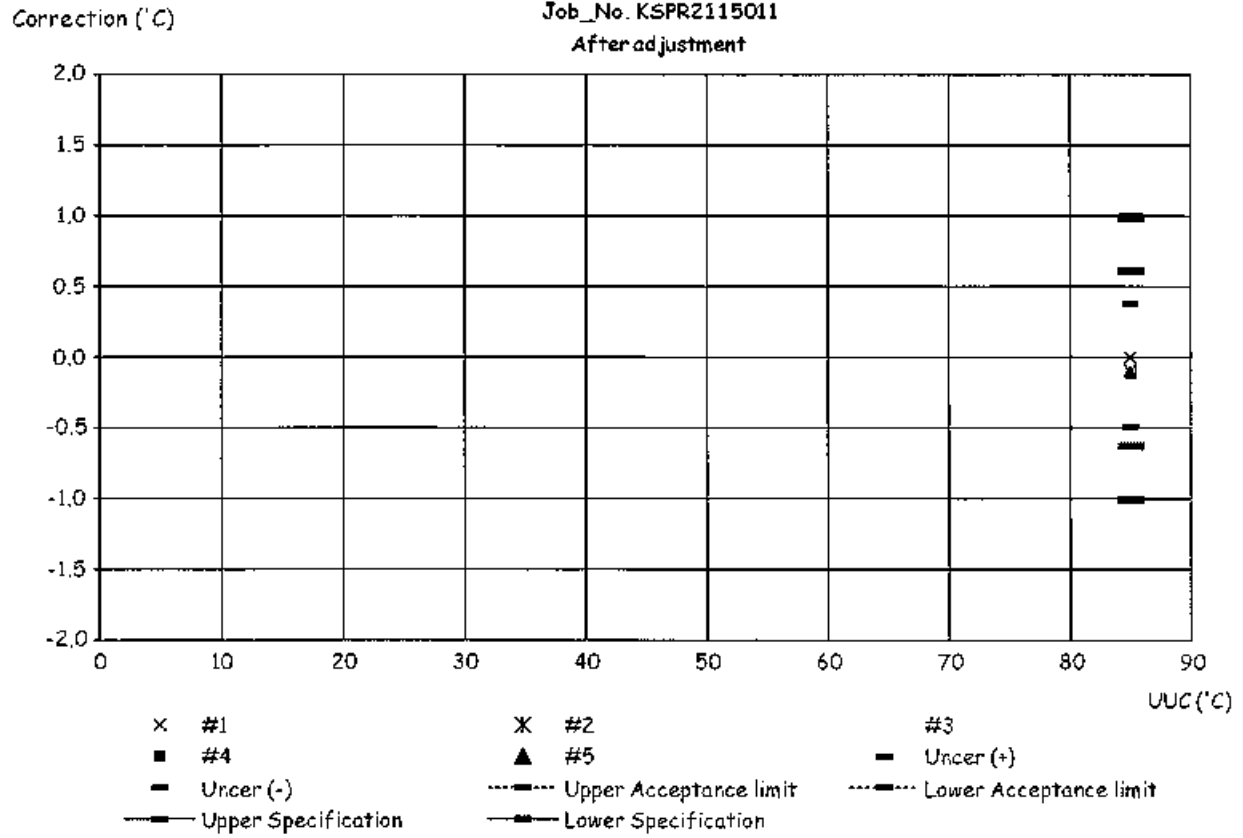 Correction (°C)
Job_No. KSPR2115011
After adjustment
2.0
1.5
1.0
0.5
0.0
-0.5
-1.0
-1.5
-2.0
0 10 20 30 40 50 60 70 80 90
UUC (°C)
#1 #2 #3
#4 #5 Uncer (+)
Uncer (-) Upper Acceptance limit Lower Acceptance limit
Upper Specification Lower Specification